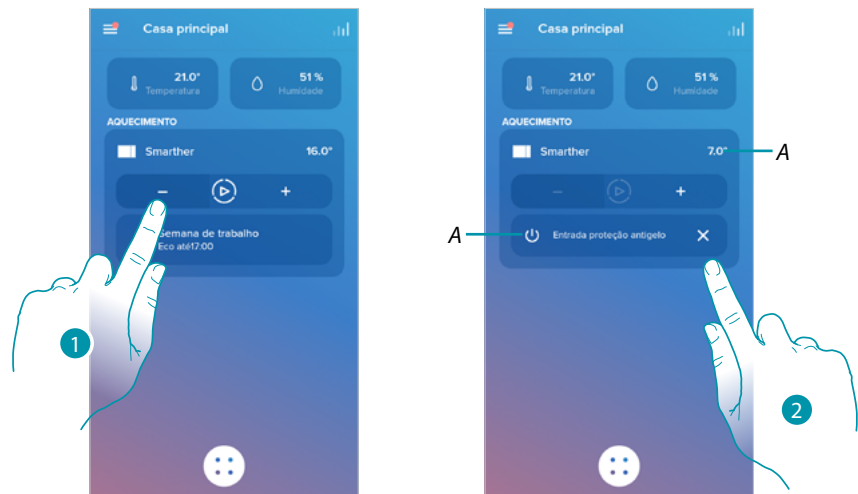 Casa principal
21.0°
Temperatura
51 %
Humidade
AQUECIMENTO
Smarther
16.0°
− +
Semana de trabalho
Eco até17:00
1
Casa principal
21.0°
Temperatura
51 %
Humidade
AQUECIMENTO
Smarther
7.0°
A
− +
A
Entrada proteção antigelo
2